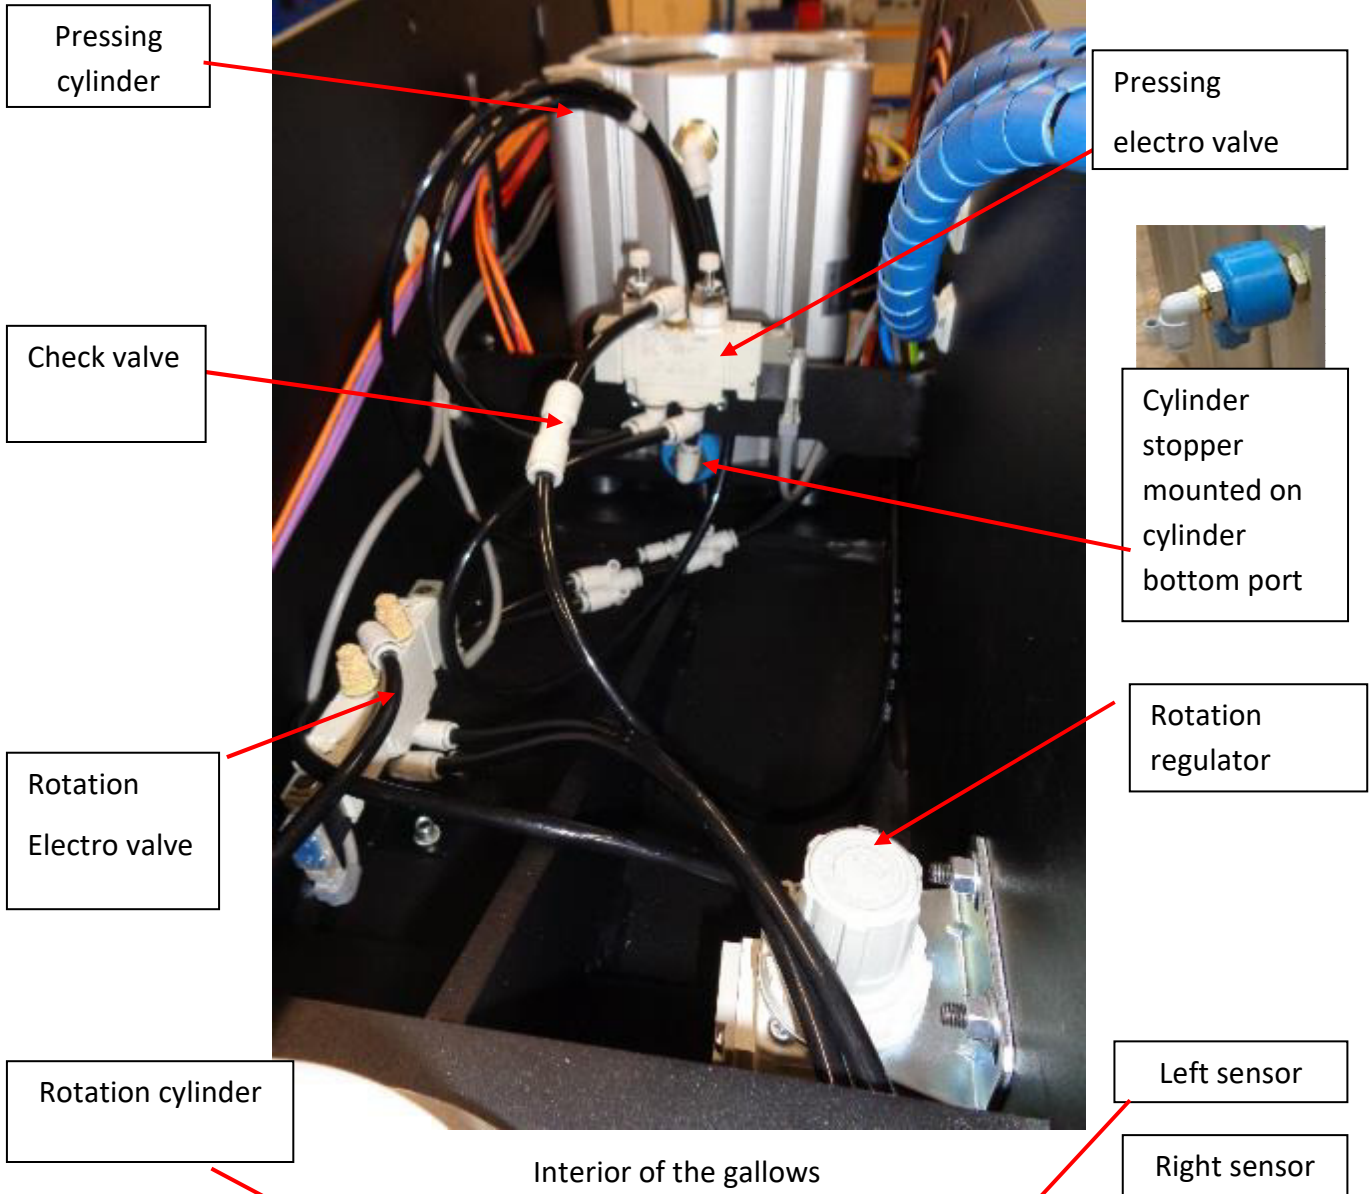 Pressing
cylinder
Pressing
electro valve
Check valve
Cylinder
stopper
mounted on
cylinder
bottom port
Rotation
regulator
Rotation
Electro valve
Rotation cylinder
Left sensor
Right sensor
Interior of the gallows